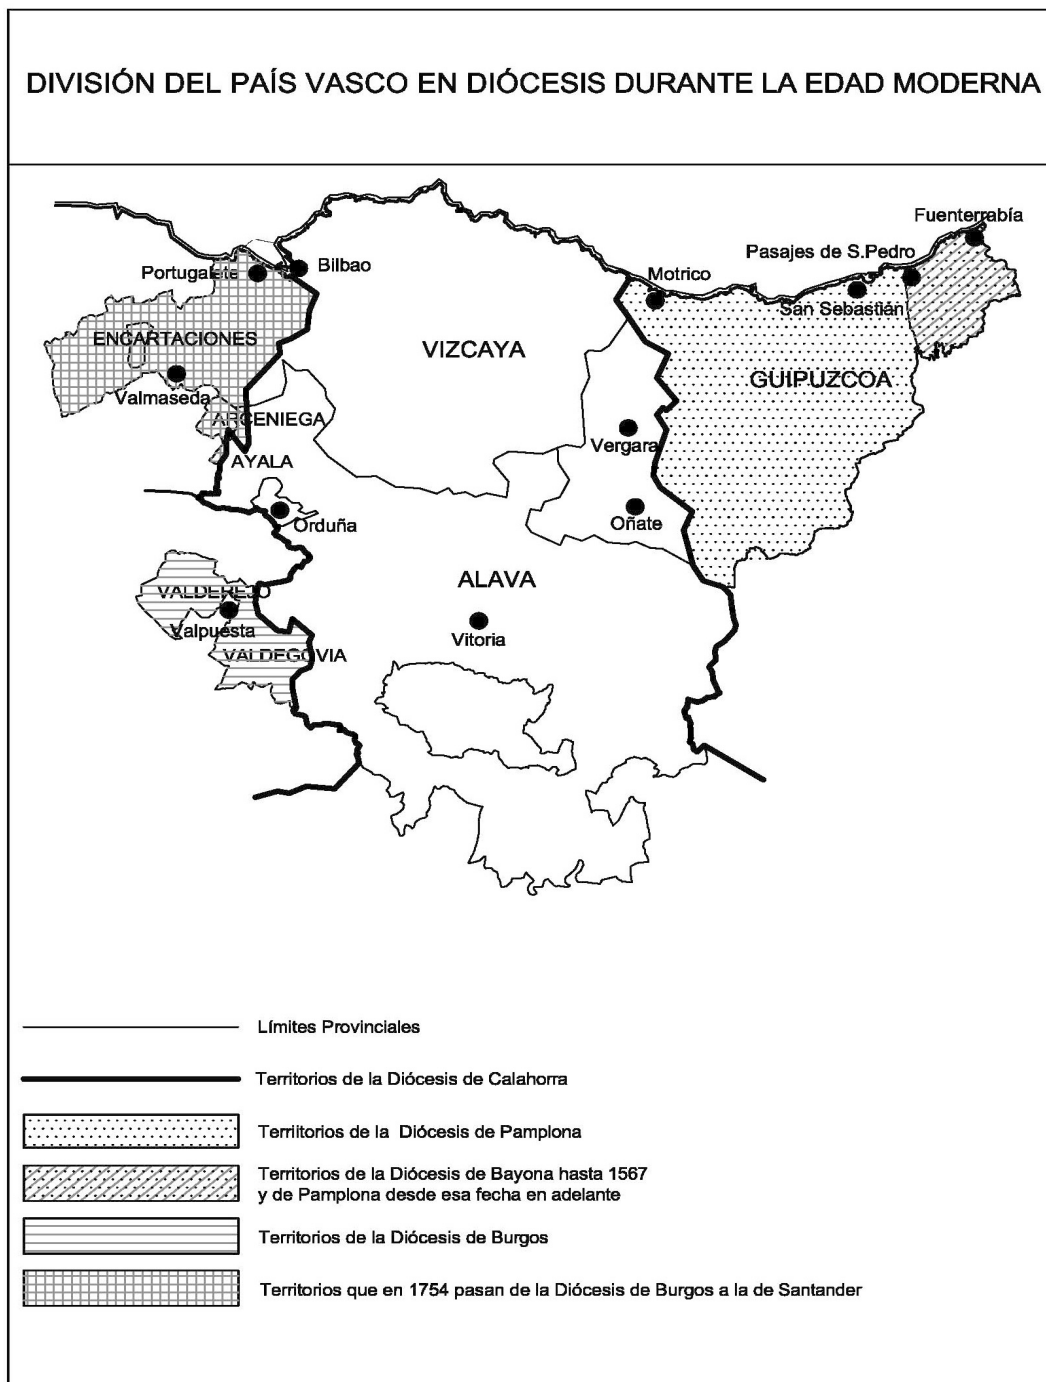 DIVISIÓN DEL PAÍS VASCO EN DIÓCESIS DURANTE LA EDAD MODERNA
Fuenterrabía
Pasajes de S.Pedro
Portugalete
Bilbao
Motrico
San Sebastián
ENCARTACIONES
VIZCAYA
GUIPUZCOA
Valmaseda
ARCENIEGA
Vergara
AYALA
Orduña
Oñate
ALAVA
VALDEREJO
Valpuesta
Vitoria
VALDEGOVIA
Límites Provinciales
Territorios de la Diócesis de Calahorra
Terriitorios de la Diócesis de Pamplona
Territorios de la Diócesis de Bayona hasta 1567
y de Pamplona desde esa fecha en adelante
Territorios de la Diócesis de Burgos
Territorios que en 1754 pasan de la Diócesis de Burgos a la de Santander